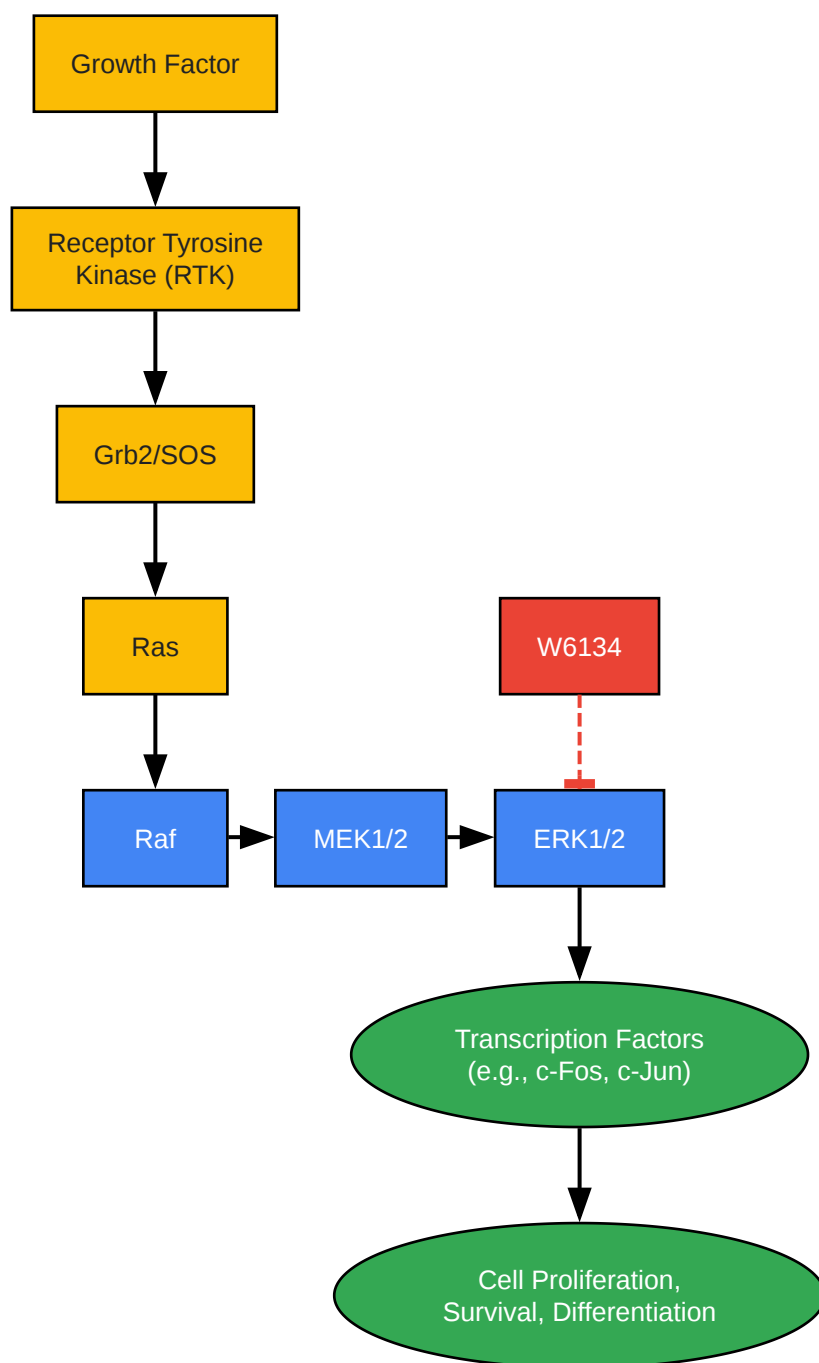 Growth Factor
Receptor Tyrosine
Kinase (RTK)
Grb2/SOS
Ras
W6134
Raf
MEK1/2
ERK1/2
Transcription Factors
(e.g., c-Fos, c-Jun)
Cell Proliferation,
Survival, Differentiation